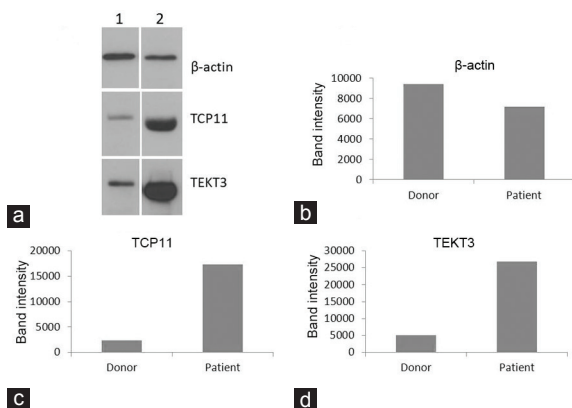 1 2
β-actin
TCP11
TEKT3
a
β-actin
Band intensity
10000
8000
6000
4000
2000
0
Donor Patient
b
TCP11
Band intensity
20000
15000
10000
5000
0
Donor Patient
c
TEKT3
Band intensity
30000
25000
20000
15000
10000
5000
0
Donor Patient
d